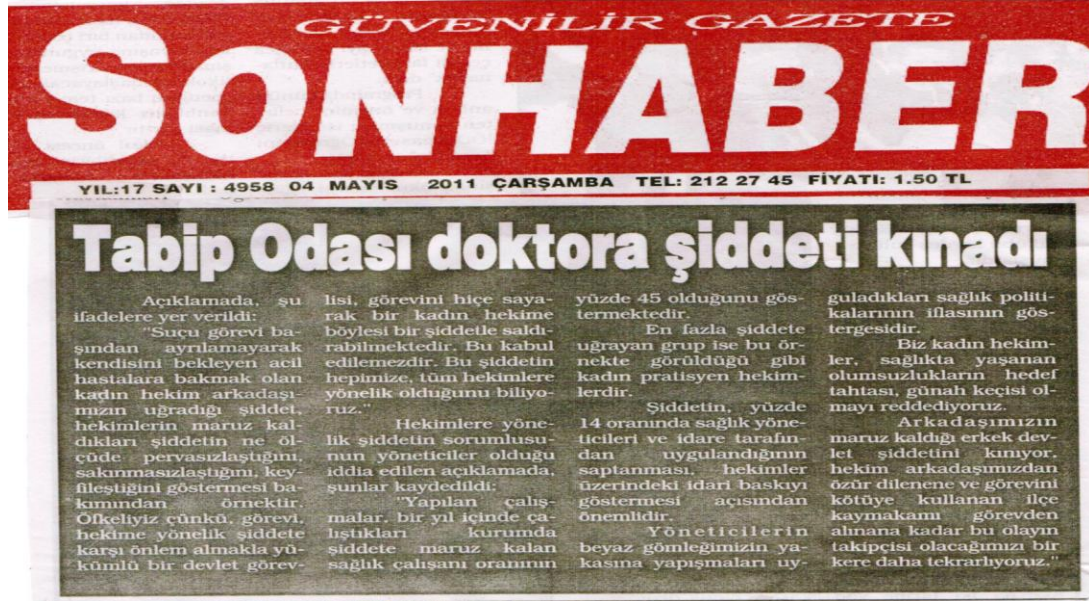 GÜVENİLİR GAZETE
SONHABER
YIL:17 SAYI : 4958 04 MAYIS 2011 ÇARŞAMBA TEL: 212 27 45 FİYATI: 1.50 TL
Tabip Odası doktora şiddeti kınadı
Açıklamada, şu
ifadelere yer verildi:
"Suçu görevi ba-
şından ayrılamayarak
kendisini bekleyen acil
hastalara bakmak olan
kadın hekim arkadaşı-
mızın uğradığı şiddet,
hekimlerin maruz kal-
dıkları şiddetin ne öl-
çüde pervasızlaştığını,
sakınmasızlaştığını, key-
fileştiğini göstermesi ba-
kımından örnektir.
Öfkeliyiz çünkü, görevi,
hekime yönelik şiddete
karşı önlem almakla yü-
kümlü bir devlet görev-
lisi, görevini hiçe saya-
rak bir kadın hekime
böylesi bir şiddetle saldı-
rabilmektedir. Bu kabul
edilemezdir. Bu şiddetin
hepimize, tüm hekimlere
yönelik olduğunu biliyo-
ruz."
Hekimlere yöne-
lik şiddetin sorumlusu-
nun yöneticiler olduğu
iddia edilen açıklamada,
şunlar kaydedildi:
"Yapılan çalış-
malar, bir yıl içinde ça-
lıştıkları kurumda
şiddete maruz kalan
sağlık çalışanı oranının
yüzde 45 olduğunu gös-
termektedir.
En fazla şiddete
uğrayan grup ise bu ör-
nekte görüldüğü gibi
kadın pratisyen hekim-
lerdir.
Şiddetin, yüzde
14 oranında sağlık yöne-
ticileri ve idare tarafın-
dan uygulandığının
saptanması, hekimler
üzerindeki idari baskıyı
göstermesi açısından
önemlidir.
Yöneticilerin
beyaz gömleğimizin ya-
kasına yapışmaları uy-
guladıkları sağlık politi-
kalarının iflasının gös-
tergesidir.
Biz kadın hekim-
ler, sağlıkta yaşanan
olumsuzlukların hedef
tahtası, günah keçisi ol-
mayı reddediyoruz.
Arkadaşımızın
maruz kaldığı erkek dev-
let şiddetini kınıyor,
hekim arkadaşımızdan
özür dilenene ve görevini
kötüye kullanan ilçe
kaymakamı görevden
alınana kadar bu olayın
takipçisi olacağımızı bir
kere daha tekrarlıyoruz."